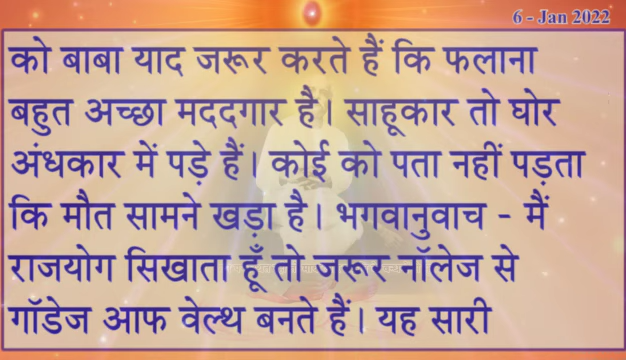 6 - Jan 2022
को बाबा याद जरूर करते हैं कि फलाना
बहुत अच्छा मददगार है। साहूकार तो घोर
अंधकार में पड़े हैं। कोई को पता नहीं पड़ता
कि मौत सामने खड़ा है। भगवानुवाच - मैं
राजयोग सिखाता हूँ तो जरूर नॉलेज से
गॉडेज आफ वेल्थ बनते हैं। यह सारी